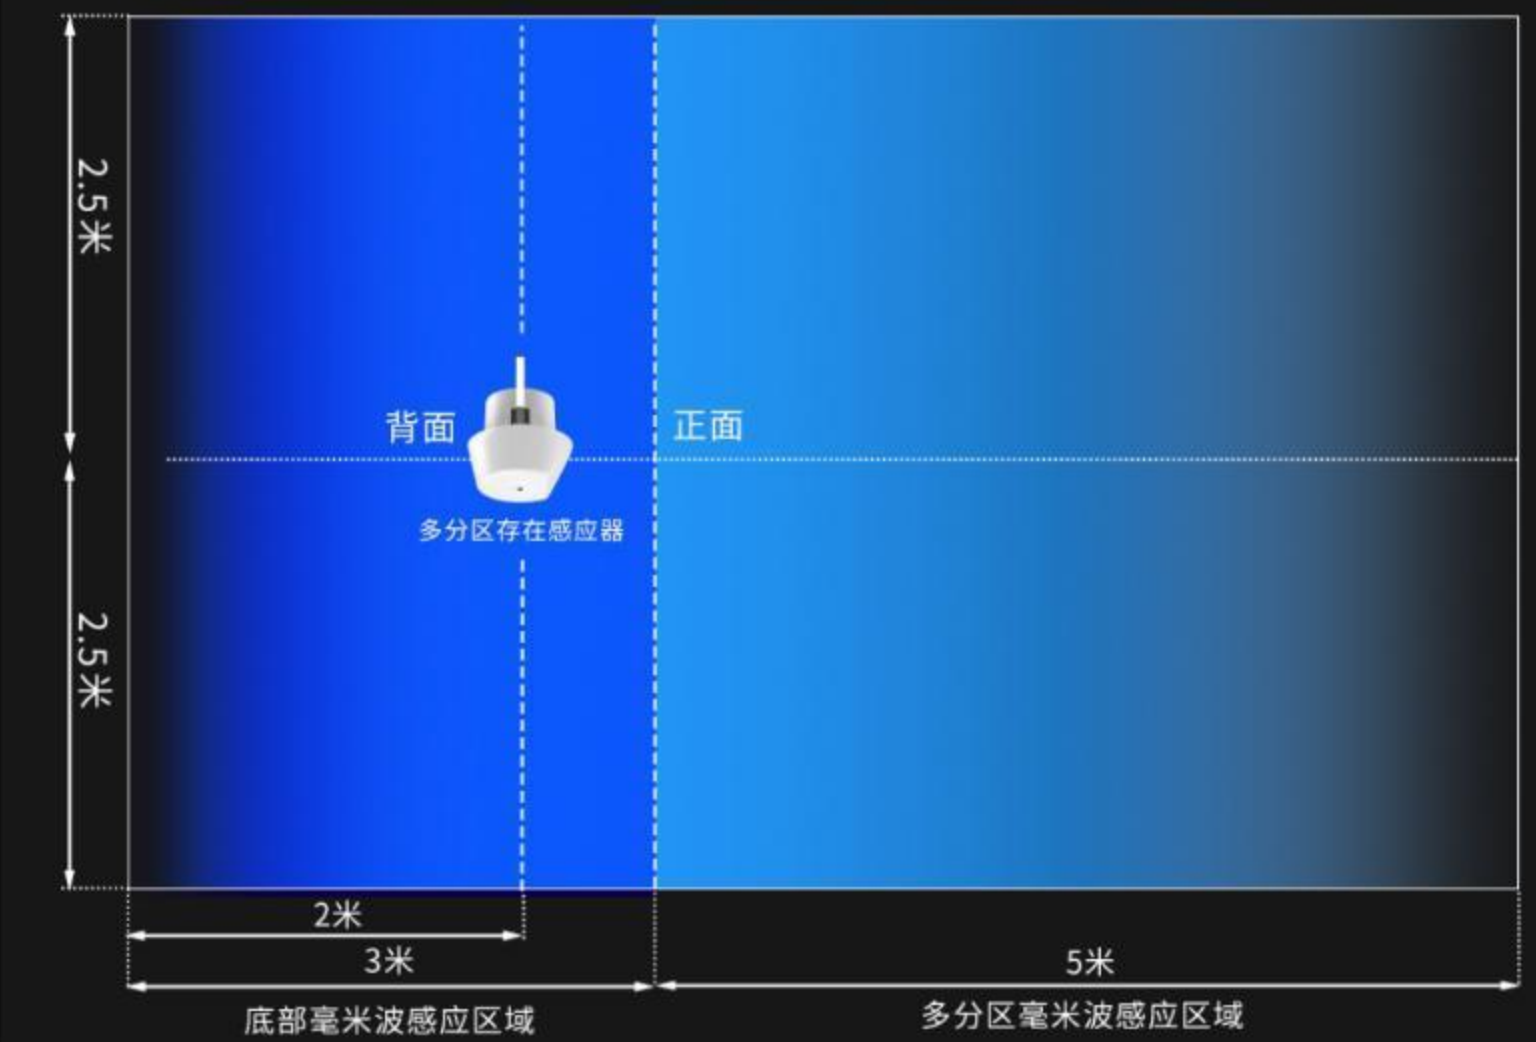 2.5米
背面
正面
多分区存在感应器
2.5米
2米
3米
5米
底部毫米波感应区域
多分区毫米波感应区域